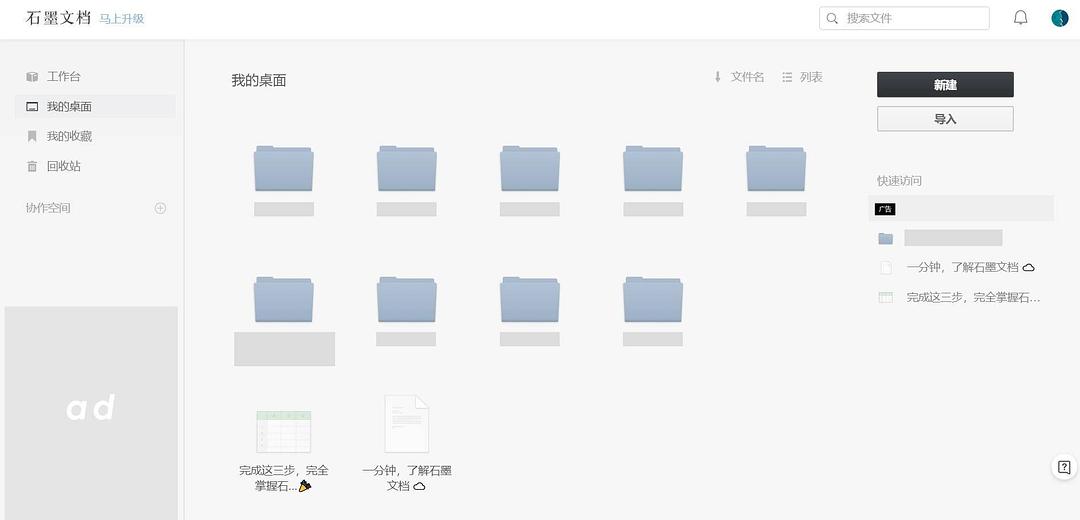 石墨文档 马上升级
搜索文件
工作台
我的桌面
我的收藏
回收站
协作空间
ad
我的桌面
文件名 列表
完成这三步，完全
掌握石...
一分钟，了解石墨
文档
新建
导入
快速访问
广告
一分钟，了解石墨文档
完成这三步，完全掌握石...